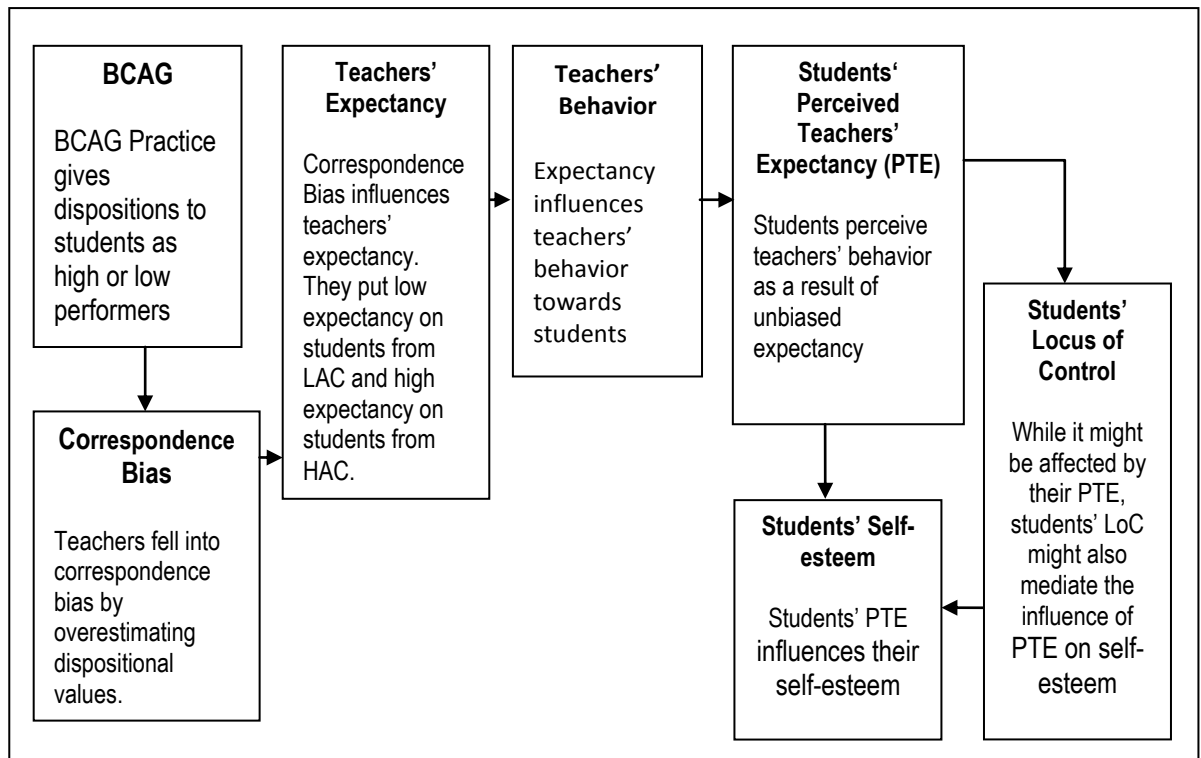 BCAG
BCAG Practice
gives
dispositions to
students as
high or low
performers
Correspondence
Bias
Teachers fell into
correspondence
bias by
overestimating
dispositional
values.
Teachers’
Expectancy
Correspondence
Bias influences
teachers’
expectancy.
They put low
expectancy on
students from
LAC and high
expectancy on
students from
HAC.
Teachers’
Behavior
Expectancy
influences
teachers’
behavior
towards
students
Students‘
Perceived
Teachers’
Expectancy (PTE)
Students perceive
teachers’ behavior
as a result of
unbiased
expectancy
Students’ Self-
esteem
Students’ PTE
influences their
self-esteem
Students’
Locus of
Control
While it might
be affected by
their PTE,
students’ LoC
might also
mediate the
influence of
PTE on self-
esteem